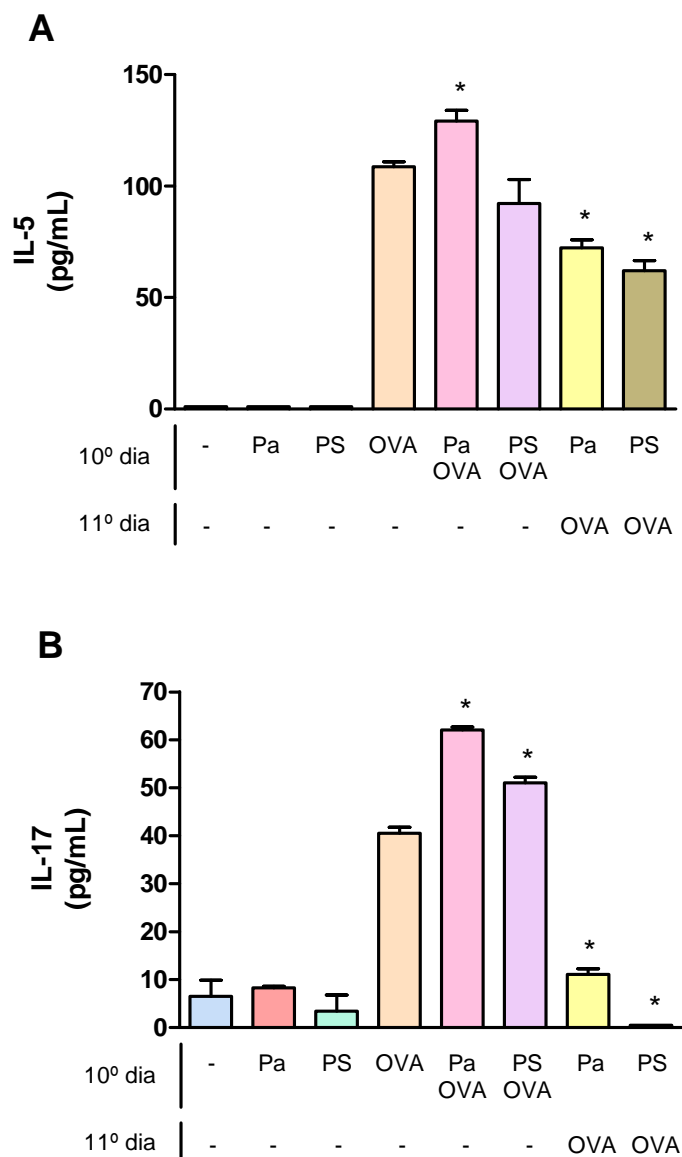 A
150
100
50
0
IL-5
(pg/mL)
*
*
*
10º dia - Pa PS OVA Pa PS Pa PS
OVA OVA
11º dia - - - - - - OVA OVA
B
70
60
50
40
30
20
10
0
IL-17
(pg/mL)
*
*
*
*
10º dia - Pa PS OVA Pa PS Pa PS
OVA OVA
11º dia - - - - - - OVA OVA